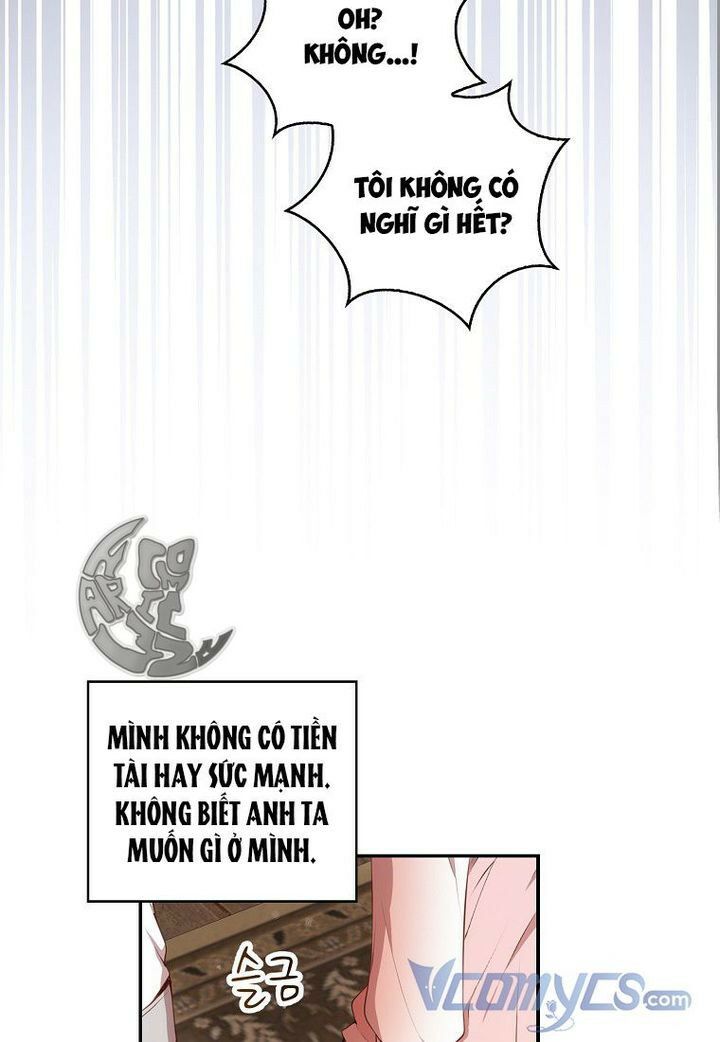 OH?
KHÔNG...!
TÔI KHÔNG CÓ
NGHĨ GÌ HẾT?
MÌNH KHÔNG CÓ TIỀN
TÀI HAY SỨC MẠNH.
KHÔNG BIẾT ANH TA
MUỐN GÌ Ở MÌNH.
슬금
VCOMYCS.COM